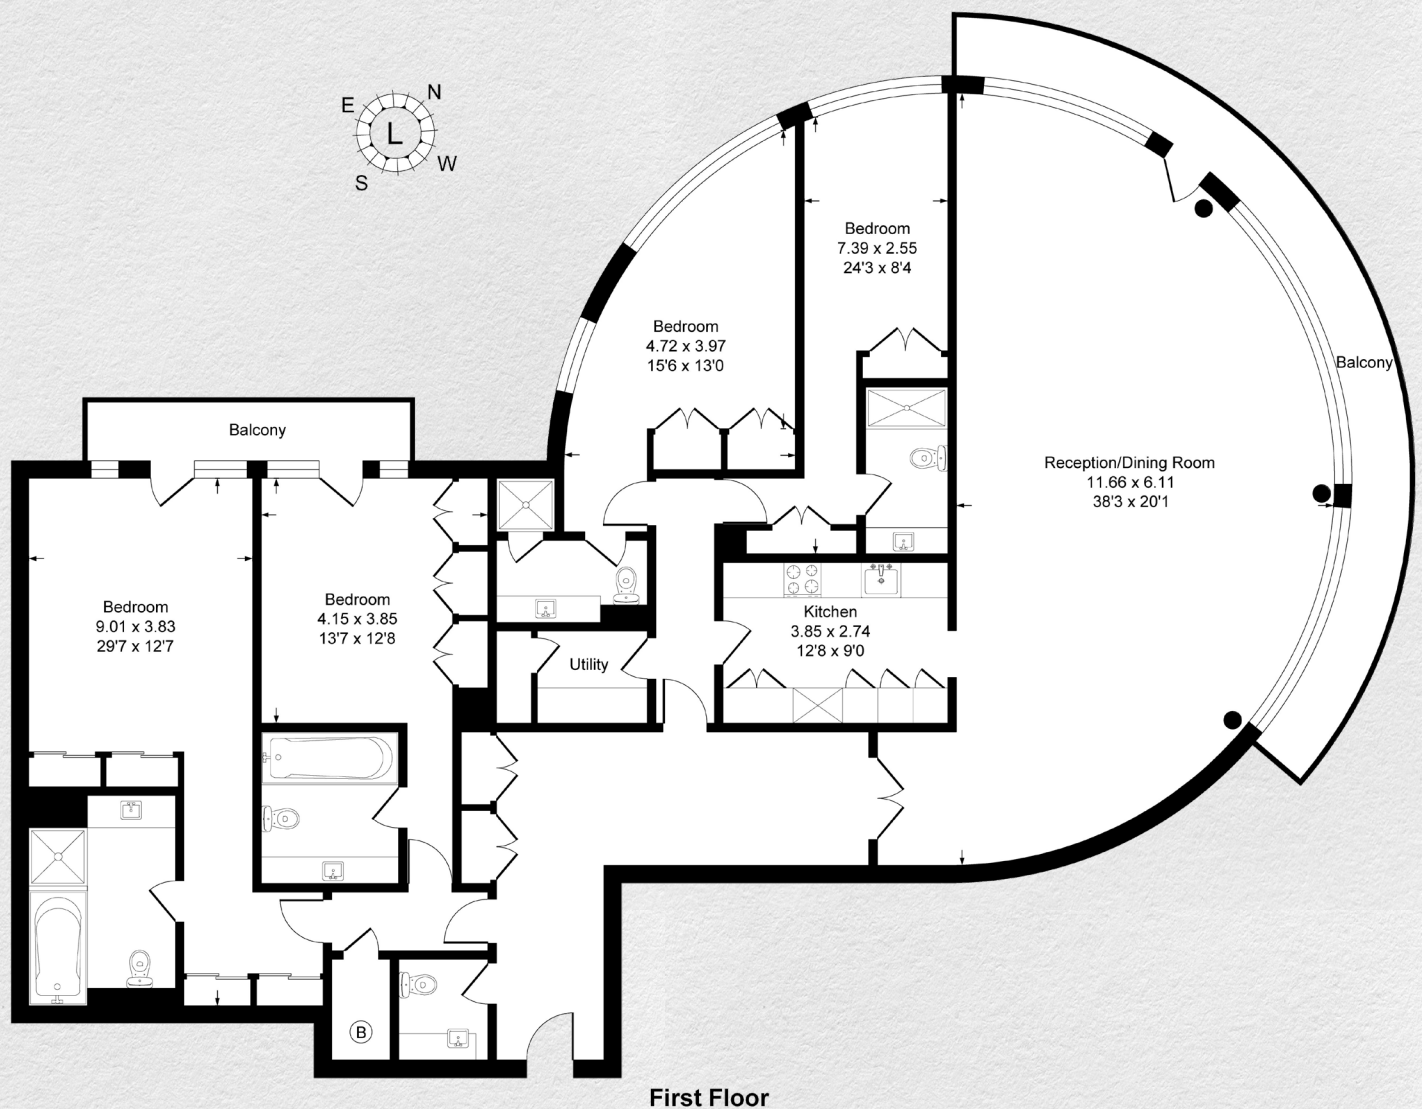 N
E
L
W
S
Bedroom
7.39 x 2.55
24'3 x 8'4
Bedroom
4.72 x 3.97
15'6 x 13'0
Balcony
Balcony
Reception/Dining Room
11.66 x 6.11
38'3 x 20'1
Bedroom
9.01 x 3.83
29'7 x 12'7
Bedroom
4.15 x 3.85
13'7 x 12'8
Kitchen
3.85 x 2.74
12'8 x 9'0
Utility
B
First Floor